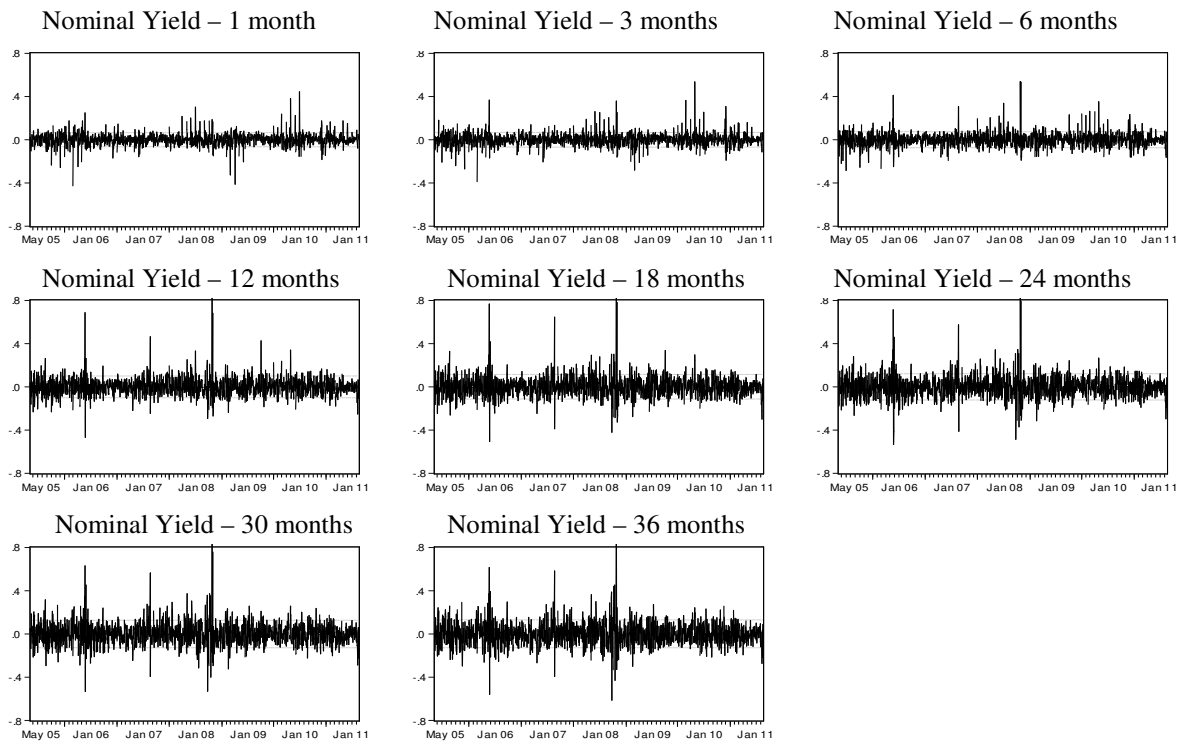 Nominal Yield – 1 month
Nominal Yield – 3 months
Nominal Yield – 6 months
.8
.4
.0
-.4
-.8
May 05 Jan 06 Jan 07 Jan 08 Jan 09 Jan 10 Jan 11
.8
.4
.0
-.4
-.8
May 05 Jan 06 Jan 07 Jan 08 Jan 09 Jan 10 Jan 11
.8
.4
.0
-.4
-.8
May 05 Jan 06 Jan 07 Jan 08 Jan 09 Jan 10 Jan 11
Nominal Yield – 12 months
Nominal Yield – 18 months
Nominal Yield – 24 months
.8
.4
.0
-.4
-.8
May 05 Jan 06 Jan 07 Jan 08 Jan 09 Jan 10 Jan 11
.8
.4
.0
-.4
-.8
May 05 Jan 06 Jan 07 Jan 08 Jan 09 Jan 10 Jan 11
.8
.4
.0
-.4
-.8
May 05 Jan 06 Jan 07 Jan 08 Jan 09 Jan 10 Jan 11
Nominal Yield – 30 months
Nominal Yield – 36 months
.8
.4
.0
-.4
-.8
May 05 Jan 06 Jan 07 Jan 08 Jan 09 Jan 10 Jan 11
.8
.4
.0
-.4
-.8
May 05 Jan 06 Jan 07 Jan 08 Jan 09 Jan 10 Jan 11